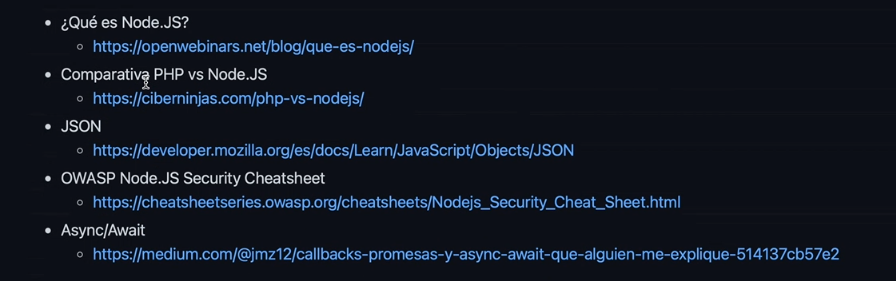 ¿Qué es Node.JS?
https://openwebinars.net/blog/que-es-nodejs/
Comparativa PHP vs Node.JS
https://ciberninjas.com/php-vs-nodejs/
JSON
https://developer.mozilla.org/es/docs/Learn/JavaScript/Objects/JSON
OWASP Node.JS Security Cheatsheet
https://cheatsheetseries.owasp.org/cheatsheets/Nodejs_Security_Cheat_Sheet.html
Async/Await
https://medium.com/@jmz12/callbacks-promesas-y-async-await-que-alguien-me-explique-514137cb57e2